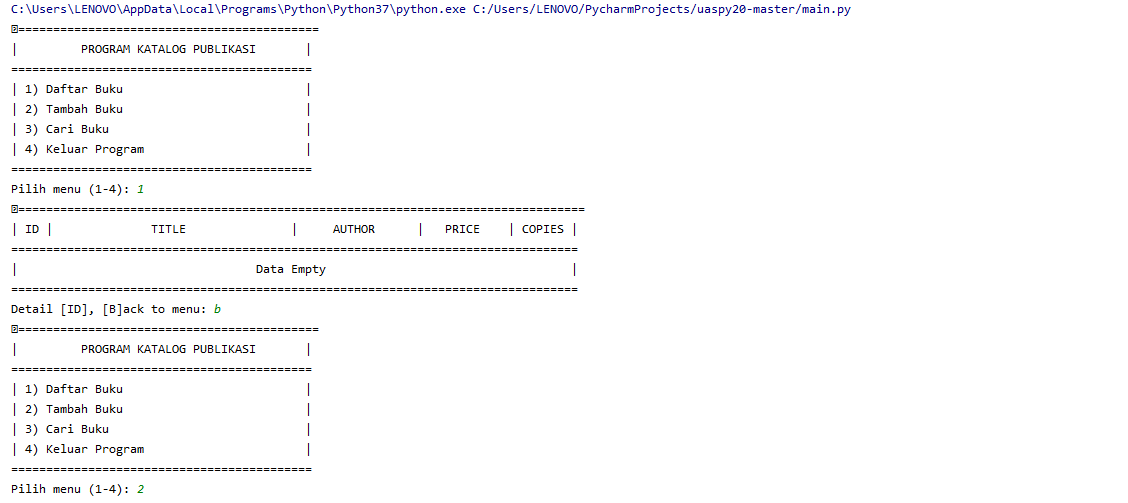 C:\Users\LENOVO\AppData\Local\Programs\Python\Python37\python.exe C:/Users/LENOVO/PycharmProjects/uaspy20-master/main.py
===========================================
|         PROGRAM KATALOG PUBLIKASI       |
===========================================
| 1) Daftar Buku                          |
| 2) Tambah Buku                          |
| 3) Cari Buku                            |
| 4) Keluar Program                       |
===========================================
Pilih menu (1-4): 1
=================================================================================
| ID |              TITLE               |     AUTHOR      |   PRICE    | COPIES |
=================================================================================
|                                  Data Empty                                   |
=================================================================================
Detail [ID], [B]ack to menu: b
===========================================
|         PROGRAM KATALOG PUBLIKASI       |
===========================================
| 1) Daftar Buku                          |
| 2) Tambah Buku                          |
| 3) Cari Buku                            |
| 4) Keluar Program                       |
===========================================
Pilih menu (1-4): 2